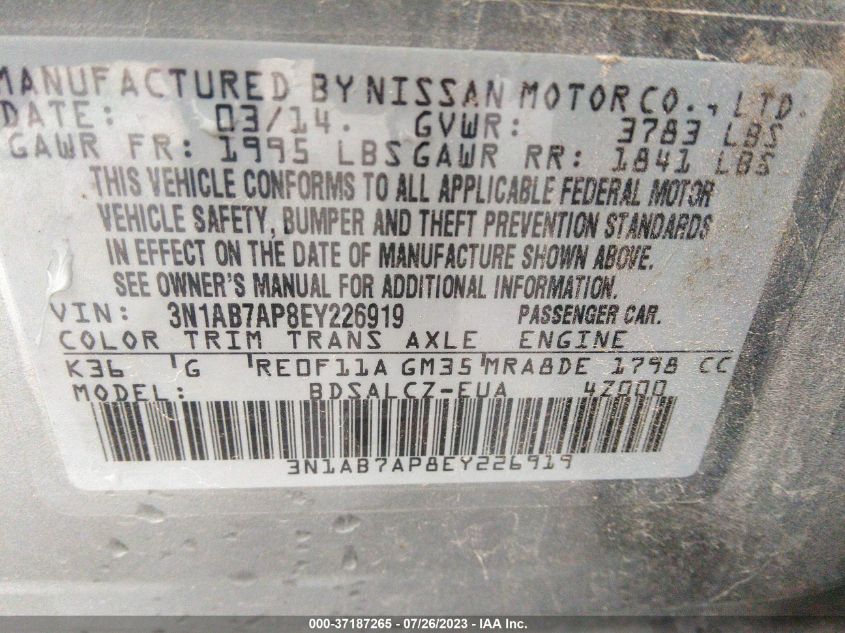 MANUFACTURED BY NISSAN MOTOR CO., LTD.
DATE: 03/14. GVWR: 3783 LBS
GAWR FR: 1995 LBS GAWR RR: 1841 LBS
THIS VEHICLE CONFORMS TO ALL APPLICABLE FEDERAL MOTOR
VEHICLE SAFETY, BUMPER AND THEFT PREVENTION STANDARDS
IN EFFECT ON THE DATE OF MANUFACTURE SHOWN ABOVE.
SEE OWNER'S MANUAL FOR ADDITIONAL INFORMATION.
VIN: 3N1AB7AP8EY226919 PASSENGER CAR.
COLOR TRIM TRANS AXLE ENGINE
K36 G RE0F11A GM35 MRA8DE 1798 CC
MODEL: BDSALCZ-EUA 4Z000
3N1AB7AP8EY226919
000-37187265 - 07/26/2023 - IAA Inc.